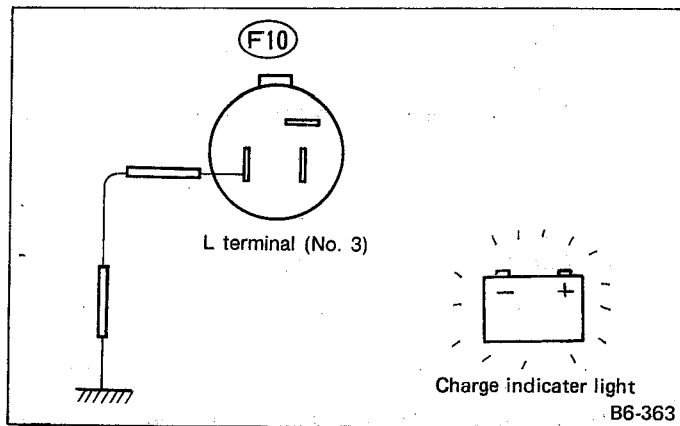 F10
L terminal (No. 3)
− +
Charge indicater light
B6-363